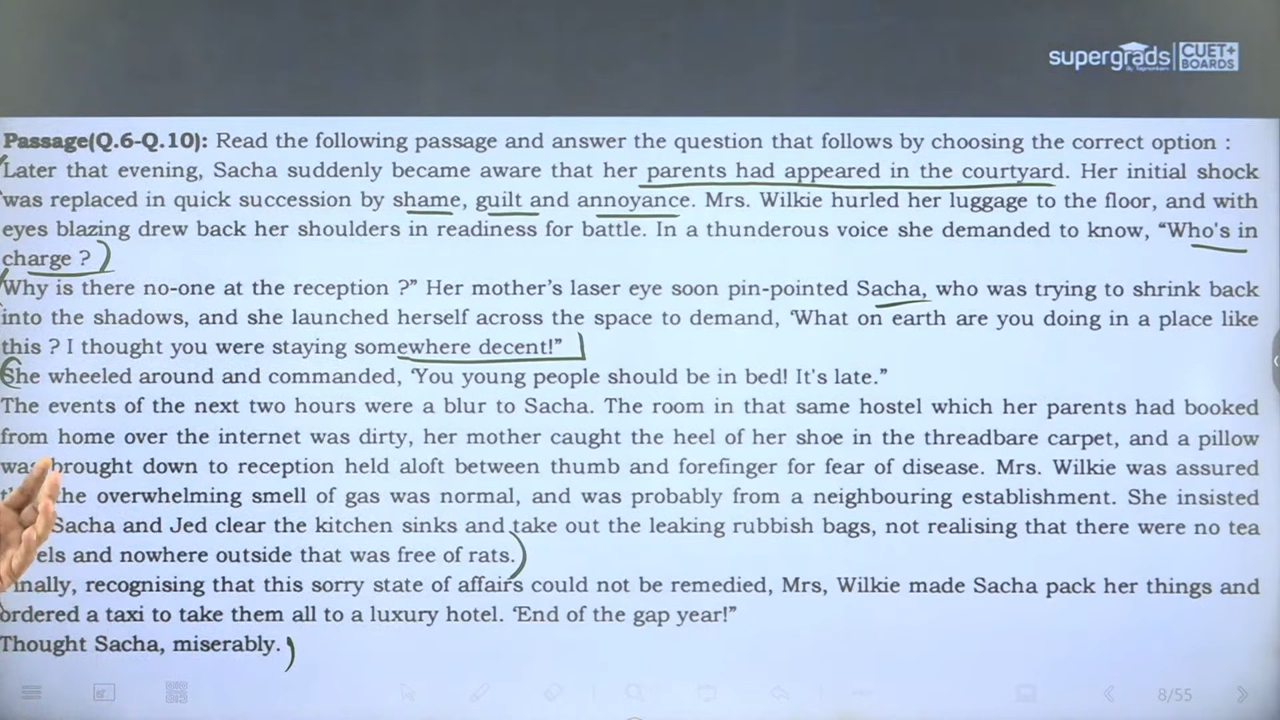 supergrads CUET+
BOARDS
Passage(Q.6-Q.10): Read the following passage and answer the question that follows by choosing the correct option :
Later that evening, Sacha suddenly became aware that her parents had appeared in the courtyard. Her initial shock
was replaced in quick succession by shame, guilt and annoyance. Mrs. Wilkie hurled her luggage to the floor, and with
eyes blazing drew back her shoulders in readiness for battle. In a thunderous voice she demanded to know, “Who's in
charge ?
Why is there no-one at the reception ?” Her mother’s laser eye soon pin-pointed Sacha, who was trying to shrink back
into the shadows, and she launched herself across the space to demand, ‘What on earth are you doing in a place like
this ? I thought you were staying somewhere decent!”
She wheeled around and commanded, ‘You young people should be in bed! It's late.”
The events of the next two hours were a blur to Sacha. The room in that same hostel which her parents had booked
from home over the internet was dirty, her mother caught the heel of her shoe in the threadbare carpet, and a pillow
was brought down to reception held aloft between thumb and forefinger for fear of disease. Mrs. Wilkie was assured
the overwhelming smell of gas was normal, and was probably from a neighbouring establishment. She insisted
Sacha and Jed clear the kitchen sinks and take out the leaking rubbish bags, not realising that there were no tea
els and nowhere outside that was free of rats.
inally, recognising that this sorry state of affairs could not be remedied, Mrs, Wilkie made Sacha pack her things and
ordered a taxi to take them all to a luxury hotel. ‘End of the gap year!”
Thought Sacha, miserably.
8/55